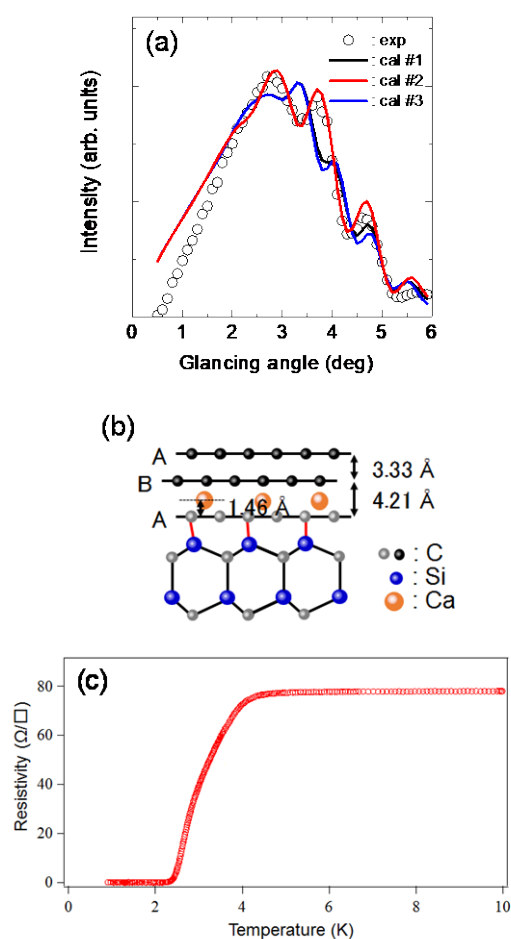 (a)
: exp
: cal #1
: cal #2
: cal #3
Intensity (arb. units)
0 1 2 3 4 5 6
Glancing angle (deg)
(b)
A
3.33 Å
B
1.46 Å
4.21 Å
A
: C
: Si
: Ca
(c)
80
60
40
20
0
Resistivity (Ω/□)
0 2 4 6 8 10
Temperature (K)